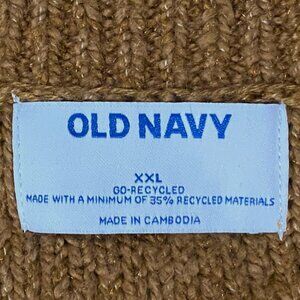 OLD NAVY
XXL
GO-RECYCLED
MADE WITH A MINIMUM OF 35% RECYCLED MATERIALS
MADE IN CAMBODIA